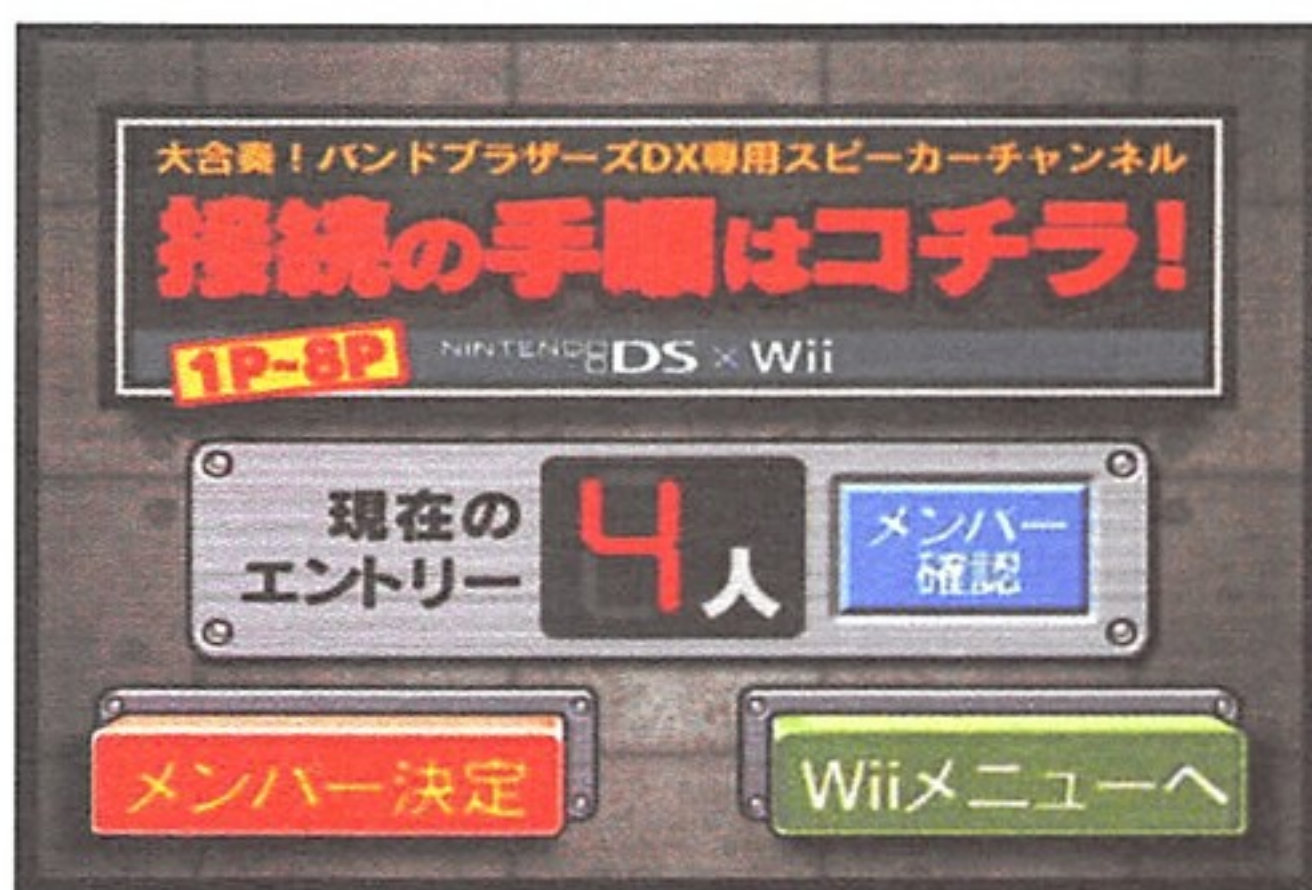 大合奏！バンドブラザーズDX専用スピーカーチャンネル
接続の手順はコチラ！
1P~8P
NINTENDO DS × Wii
現在の
エントリー
4人
メンバー
確認
メンバー決定
Wiiメニューへ